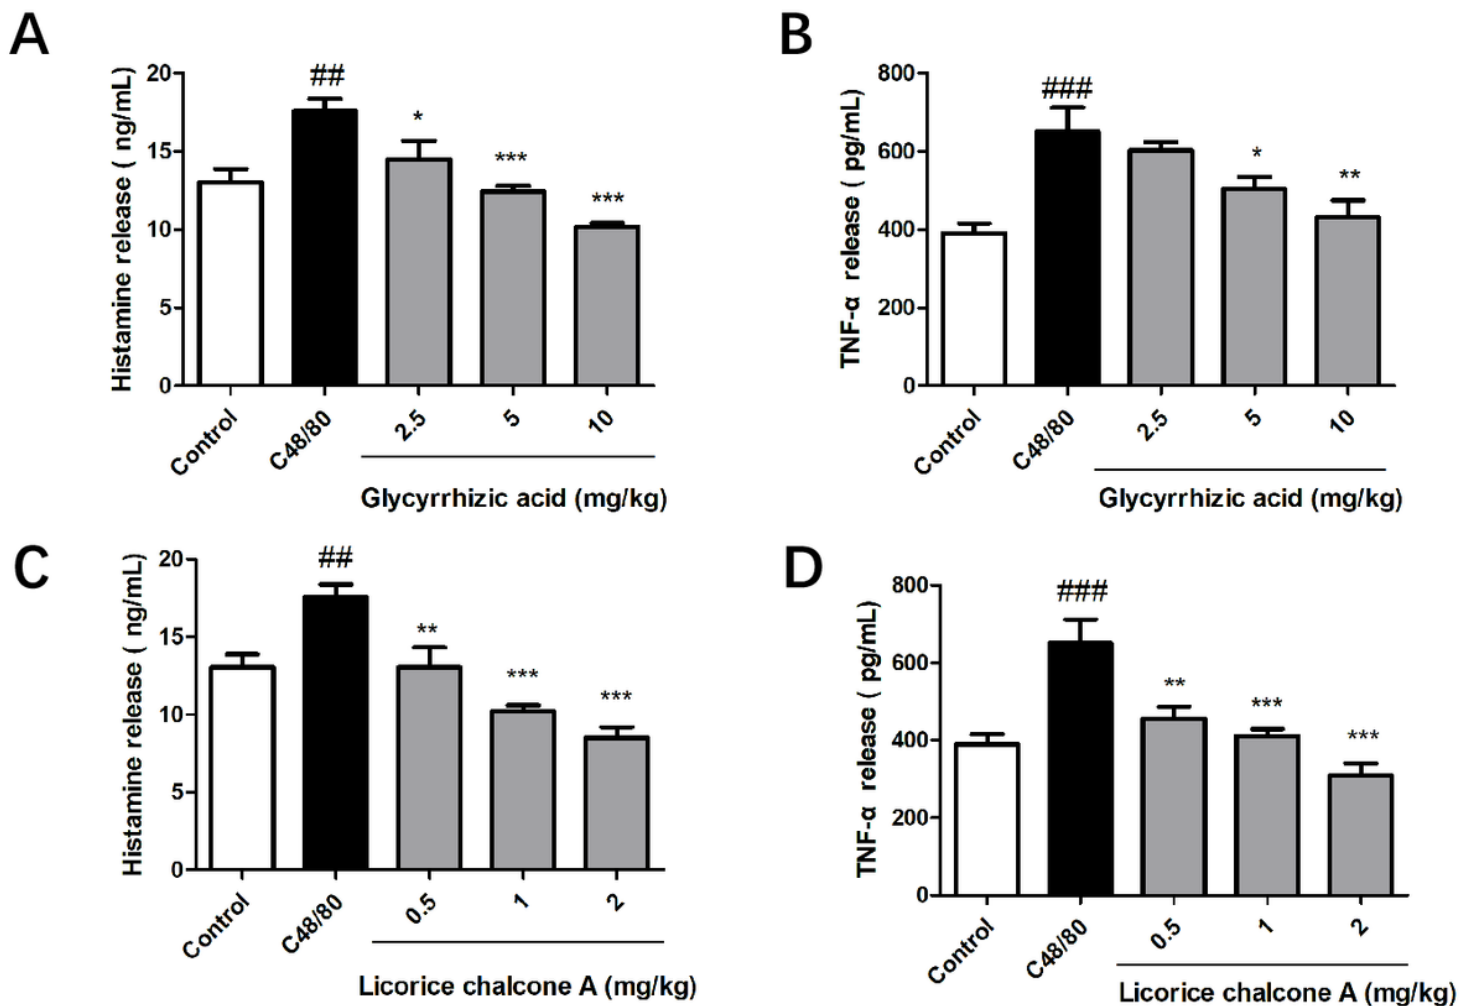 A
Histamine release ( ng/mL)
20
15
10
5
0
##
*
***
***
Control
C48/80
2.5
5
10
Glycyrrhizic acid (mg/kg)
B
TNF-α release ( pg/mL)
800
600
400
200
0
###
*
**
Control
C48/80
2.5
5
10
Glycyrrhizic acid (mg/kg)
C
Histamine release ( ng/mL)
20
15
10
5
0
##
**
***
***
Control
C48/80
0.5
1
2
Licorice chalcone A (mg/kg)
D
TNF-α release ( pg/mL)
800
600
400
200
0
###
**
***
***
Control
C48/80
0.5
1
2
Licorice chalcone A (mg/kg)